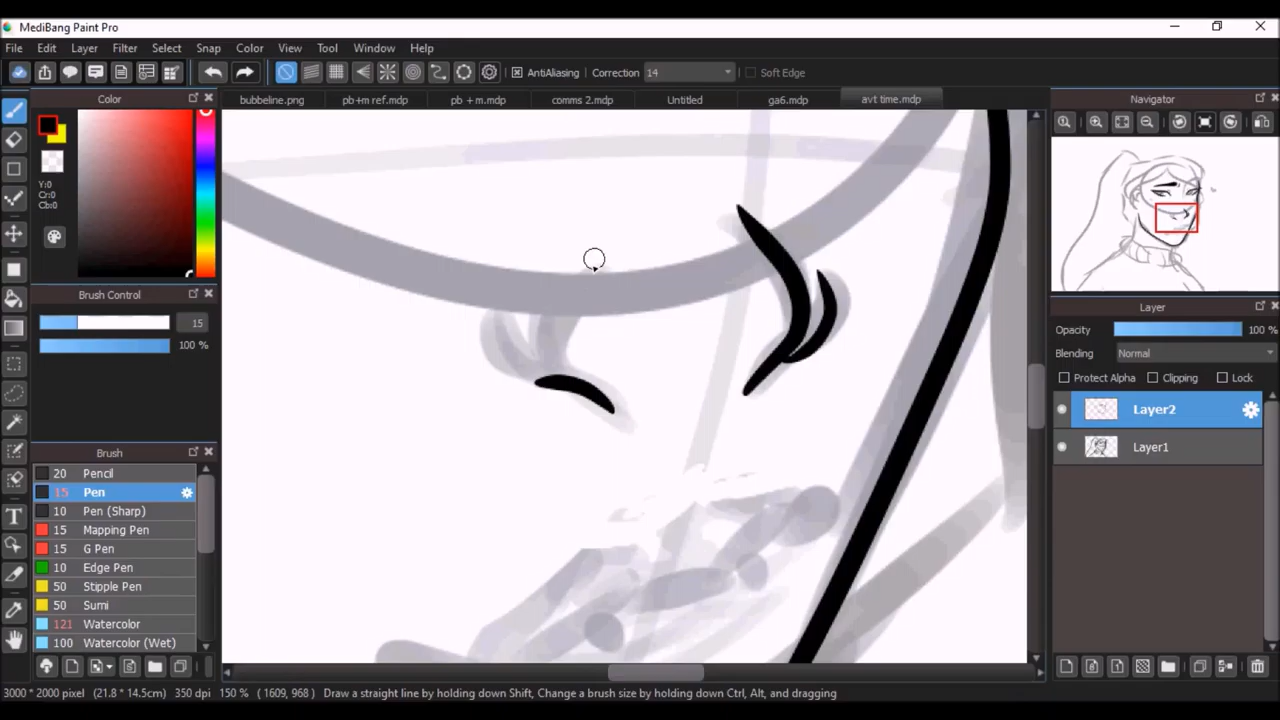 MediBang Paint Pro
File Edit Layer Filter Select Snap Color View Tool Window Help
AntiAliasing Correction 14 Soft Edge
Color
bubbeline.png pb+m ref.mdp pb + m.mdp comms 2.mdp Untitled ga6.mdp avt time.mdp
Navigator
Y:0
Cr:0
Cb:0
Brush Control
15
100 %
Layer
Opacity 100 %
Blending Normal
Protect Alpha Clipping Lock
Layer2
Layer1
Brush
20 Pencil
15 Pen
10 Pen (Sharp)
15 Mapping Pen
15 G Pen
10 Edge Pen
50 Stipple Pen
50 Sumi
121 Watercolor
100 Watercolor (Wet)
3000 * 2000 pixel (21.8 * 14.5cm) 350 dpi 150 % ( 1609, 968 ) Draw a straight line by holding down Shift, Change a brush size by holding down Ctrl, Alt, and dragging